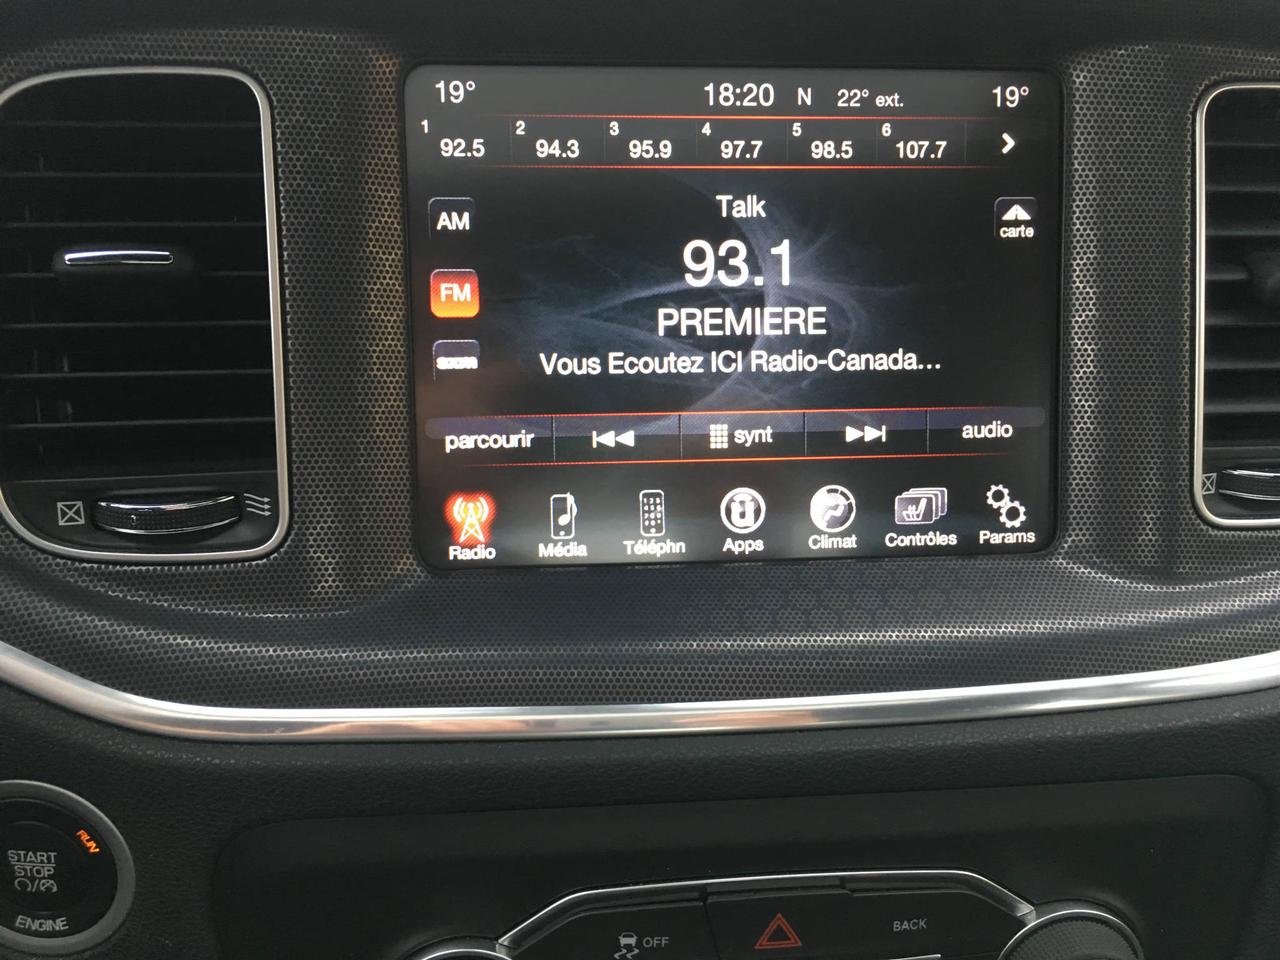 19° 18:20 N 22° ext. 19°
1 92.5 2 94.3 3 95.9 4 97.7 5 98.5 6 107.7
Talk
AM
carte
93.1
FM
PREMIERE
Vous Ecoutez ICI Radio-Canada...
parcourir synt audio
Radio Média Téléphn Apps Climat Contrôles Params
RUN
START
STOP
ENGINE
OFF
BACK